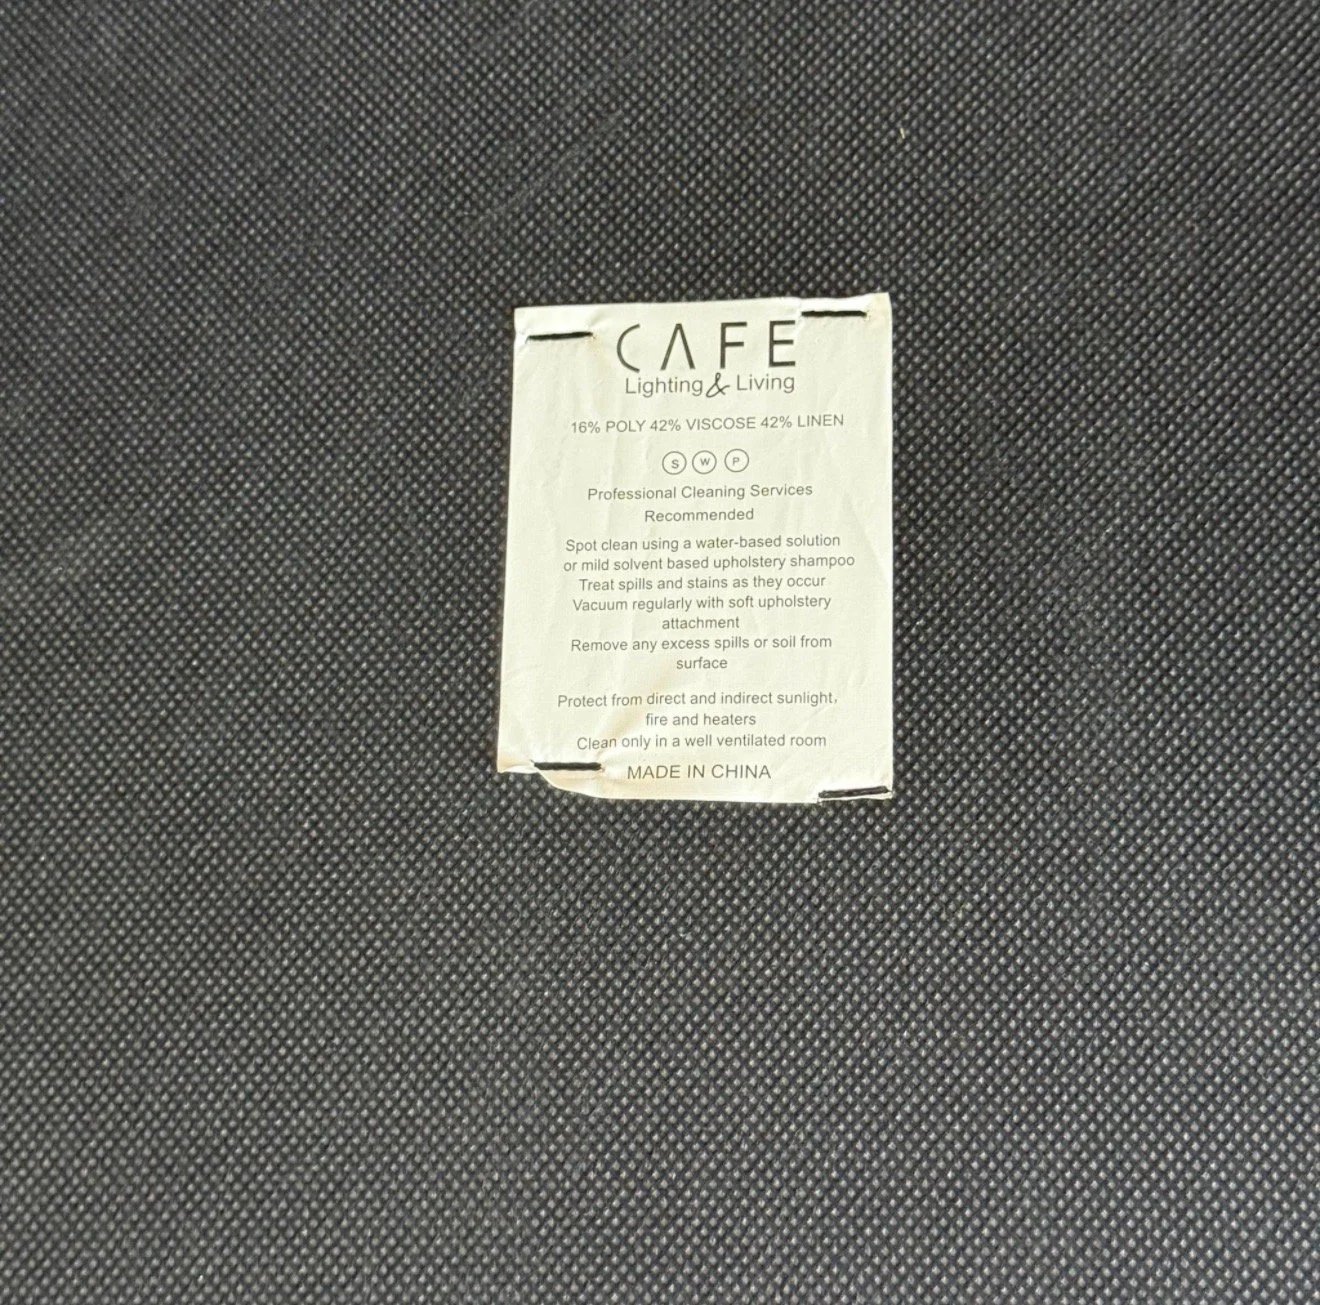 CAFE
Lighting & Living
16% POLY 42% VISCOSE 42% LINEN
S W P
Professional Cleaning Services
Recommended
Spot clean using a water-based solution
or mild solvent based upholstery shampoo
Treat spills and stains as they occur
Vacuum regularly with soft upholstery
attachment
Remove any excess spills or soil from
surface
Protect from direct and indirect sunlight,
fire and heaters
Clean only in a well ventilated room
MADE IN CHINA